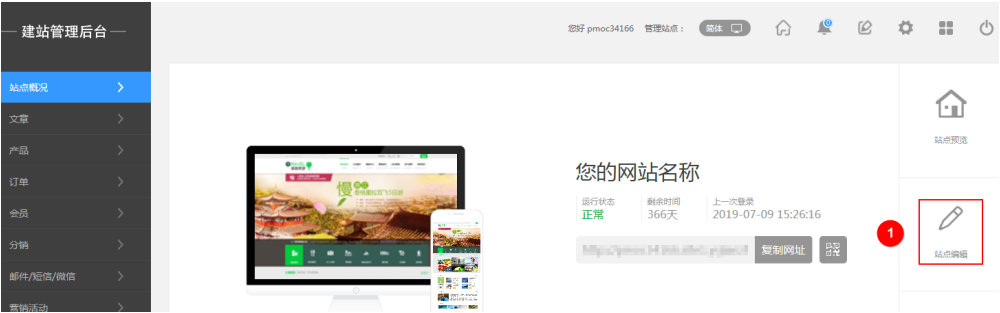 建站管理后台
您好 pmoc34166 管理站点： 简体
站点概况
文章
产品
订单
会员
分销
邮件/短信/微信
营销活动
慢
您的网站名称
运行状态 剩余时间 上一次登录
正常 366天 2019-07-09 15:26:16
复制网址
站点预览
1
站点编辑